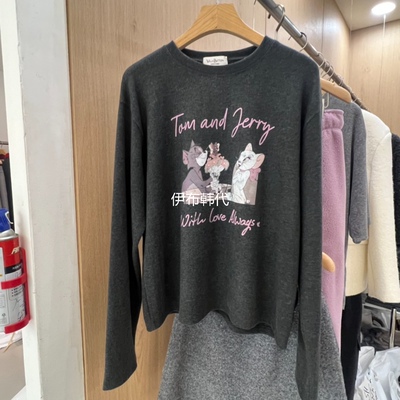 Tom and Jerry
伊布韩代
With Love Always